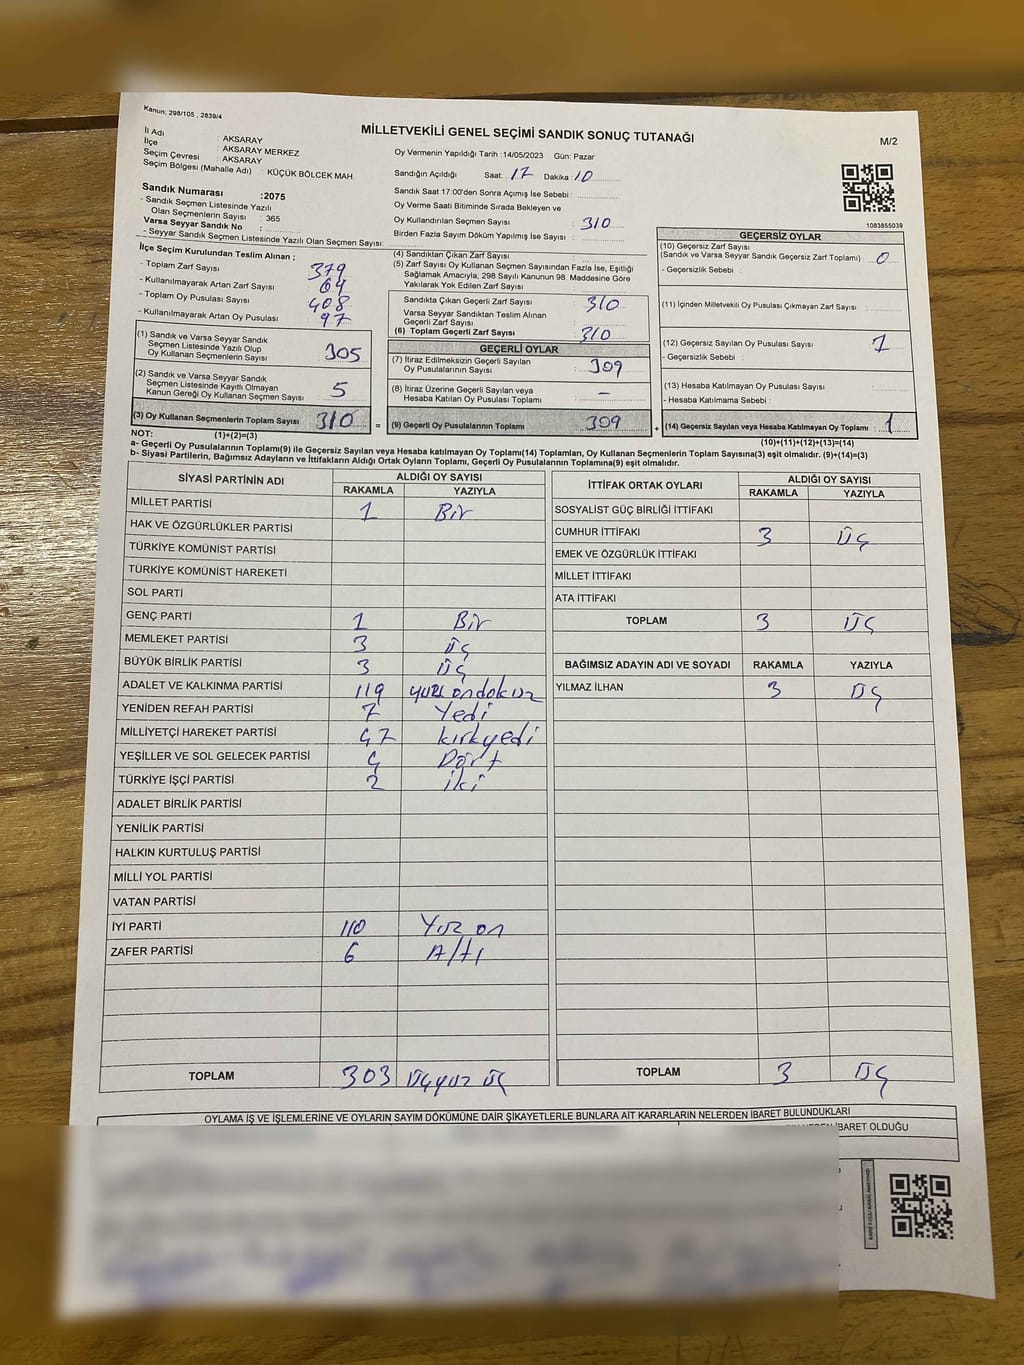 Kanun, 298/105 , 2839/4
MİLLETVEKİLİ GENEL SEÇİMİ SANDIK SONUÇ TUTANAĞI
M/2
İl Adı : AKSARAY
İlçe : AKSARAY MERKEZ
Seçim Çevresi : AKSARAY
Seçim Bölgesi (Mahalle Adı) : KÜÇÜK BÖLCEK MAH.
Sandık Numarası :2075
- Sandık Seçmen Listesinde Yazılı
Olan Seçmenlerin Sayısı : 365
Varsa Seyyar Sandık No :
- Seyyar Sandık Seçmen Listesinde Yazılı Olan Seçmen Sayısı:
Oy Vermenin Yapıldığı Tarih :14/05/2023 Gün: Pazar
Sandığın Açıldığı Saat: 17 Dakika: 10
Sandık Saat 17:00'den Sonra Açımış İse Sebebi :
Oy Verme Saati Bitiminde Sırada Bekleyen ve
Oy Kullandırılan Seçmen Sayısı : 310
Birden Fazla Sayım Döküm Yapılmış İse Sayısı :
1083855039
İlçe Seçim Kurulundan Teslim Alınan ;
- Toplam Zarf Sayısı : 379
- Kullanılmayarak Artan Zarf Sayısı : 69
- Toplam Oy Pusulası Sayısı : 408
- Kullanılmayarak Artan Oy Pusulası : 97
(1) Sandık ve Varsa Seyyar Sandık
Seçmen Listesinde Yazılı Olup
Oy Kullanan Seçmenlerin Sayısı : 305
(2) Sandık ve Varsa Seyyar Sandık
Seçmen Listesinde Kayıtlı Olmayan
Kanun Gereği Oy Kullanan Seçmen Sayısı : 5
(3) Oy Kullanan Seçmenlerin Toplam Sayısı : 310
(4) Sandıktan Çıkan Zarf Sayısı :
(5) Zarf Sayısı Oy Kullanan Seçmen Sayısından Fazla İse, Eşitliği
Sağlamak Amacıyla; 298 Sayılı Kanunun 98. Maddesine Göre
Yakılarak Yok Edilen Zarf Sayısı :
Sandıkta Çıkan Geçerli Zarf Sayısı : 310
Varsa Seyyar Sandıktan Teslim Alınan
Geçerli Zarf Sayısı :
(6) Toplam Geçerli Zarf Sayısı : 310
GEÇERLİ OYLAR
(7) İtiraz Edilmeksizin Geçerli Sayılan
Oy Pusulalarının Sayısı : 309
(8) İtiraz Üzerine Geçerli Sayılan veya
Hesaba Katılan Oy Pusulası Toplamı : -
= (9) Geçerli Oy Pusulalarının Toplamı : 309
GEÇERSİZ OYLAR
(10) Geçersiz Zarf Sayısı
(Sandık ve Varsa Seyyar Sandık Geçersiz Zarf Toplamı) : 0
- Geçersizlik Sebebi :
(11) İçinden Milletvekili Oy Pusulası Çıkmayan Zarf Sayısı :
(12) Geçersiz Sayılan Oy Pusulası Sayısı : 1
- Geçersizlik Sebebi :
(13) Hesaba Katılmayan Oy Pusulası Sayısı :
- Hesaba Katılmama Sebebi :
+ (14) Geçersiz Sayılan veya Hesaba Katılmayan Oy Toplamı : 1
NOT: (1)+(2)=(3)
(10)+(11)+(12)+(13)=(14)
a- Geçerli Oy Pusulalarının Toplamı(9) ile Geçersiz Sayılan veya Hesaba katılmayan Oy Toplamı(14) Toplamları, Oy Kullanan Seçmenlerin Toplam Sayısına(3) eşit olmalıdır. (9)+(14)=(3)
b- Siyasi Partilerin, Bağımsız Adayların ve İttifakların Aldığı Ortak Oyların Toplamı, Geçerli Oy Pusulalarının Toplamına(9) eşit olmalıdır.
SİYASİ PARTİNİN ADI ALDIĞI OY SAYISI
RAKAMLA YAZIYLA
MİLLET PARTİSİ 1 Bir
HAK VE ÖZGÜRLÜKLER PARTİSİ
TÜRKİYE KOMÜNİST PARTİSİ
TÜRKİYE KOMÜNİST HAREKETİ
SOL PARTİ
GENÇ PARTİ 1 Bir
MEMLEKET PARTİSİ 3 üç
BÜYÜK BİRLİK PARTİSİ 3 üç
ADALET VE KALKINMA PARTİSİ 119 yüz ondokuz
YENİDEN REFAH PARTİSİ 7 Yedi
MİLLİYETÇİ HAREKET PARTİSİ 47 kırkyedi
YEŞİLLER VE SOL GELECEK PARTİSİ 4 Dört
TÜRKİYE İŞÇİ PARTİSİ 2 iki
ADALET BİRLİK PARTİSİ
YENİLİK PARTİSİ
HALKIN KURTULUŞ PARTİSİ
MİLLİ YOL PARTİSİ
VATAN PARTİSİ
İYİ PARTİ 110 Yüz on
ZAFER PARTİSİ 6 Altı
TOPLAM 303 üçyüz üç
İTTİFAK ORTAK OYLARI ALDIĞI OY SAYISI
RAKAMLA YAZIYLA
SOSYALİST GÜÇ BİRLİĞİ İTTİFAKI
CUMHUR İTTİFAKI 3 üç
EMEK VE ÖZGÜRLÜK İTTİFAKI
MİLLET İTTİFAKI
ATA İTTİFAKI
TOPLAM 3 üç
BAĞIMSIZ ADAYIN ADI VE SOYADI RAKAMLA YAZIYLA
YILMAZ İLHAN 3 üç
TOPLAM 3 üç
OYLAMA İŞ VE İŞLEMLERİNE VE OYLARIN SAYIM DÖKÜMÜNE DAİR ŞİKAYETLERLE BUNLARA AİT KARARLARIN NELERDEN İBARET BULUNDUKLARI
İBARET OLDUĞU